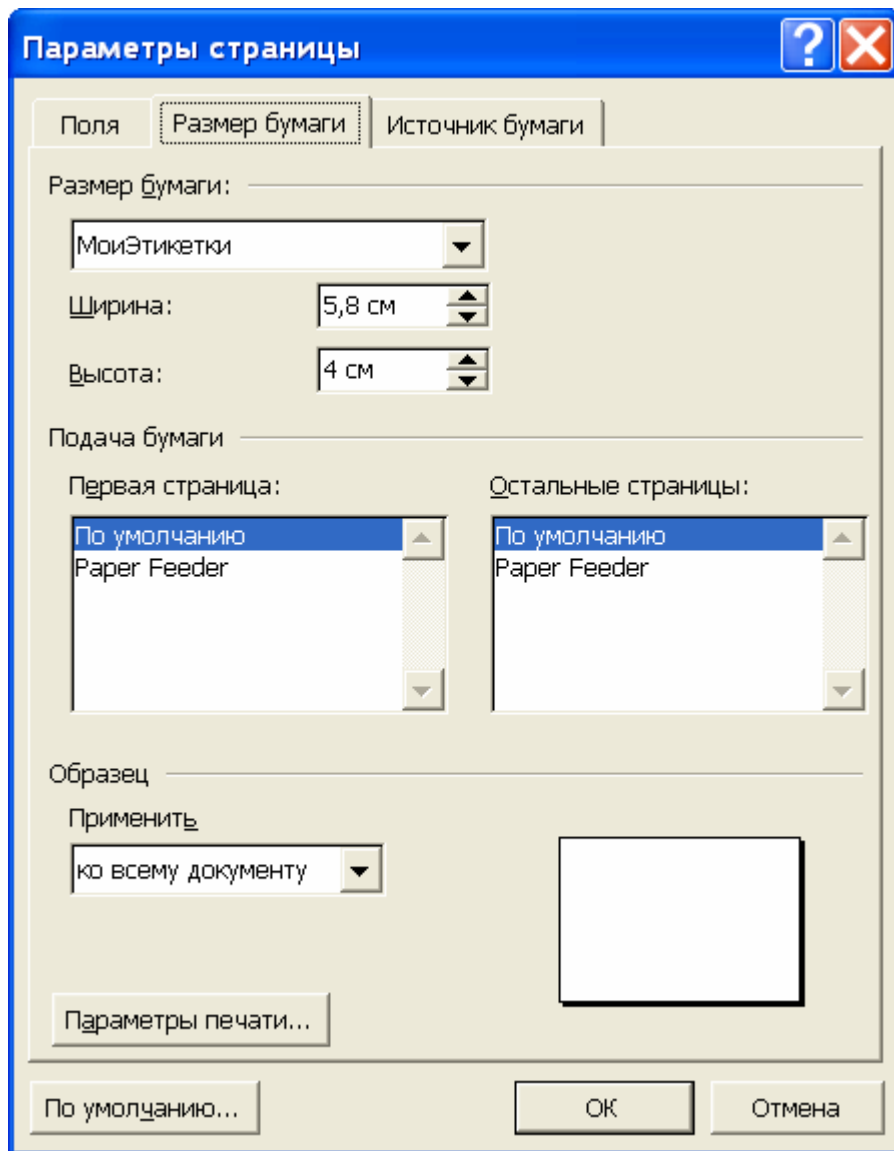 Параметры страницы
Поля Размер бумаги Источник бумаги
Размер бумаги:
МоиЭтикетки
Ширина: 5,8 см
Высота: 4 см
Подача бумаги
Первая страница: Остальные страницы:
По умолчанию По умолчанию
Paper Feeder Paper Feeder
Образец
Применить
ко всему документу
Параметры печати...
По умолчанию... ОК Отмена